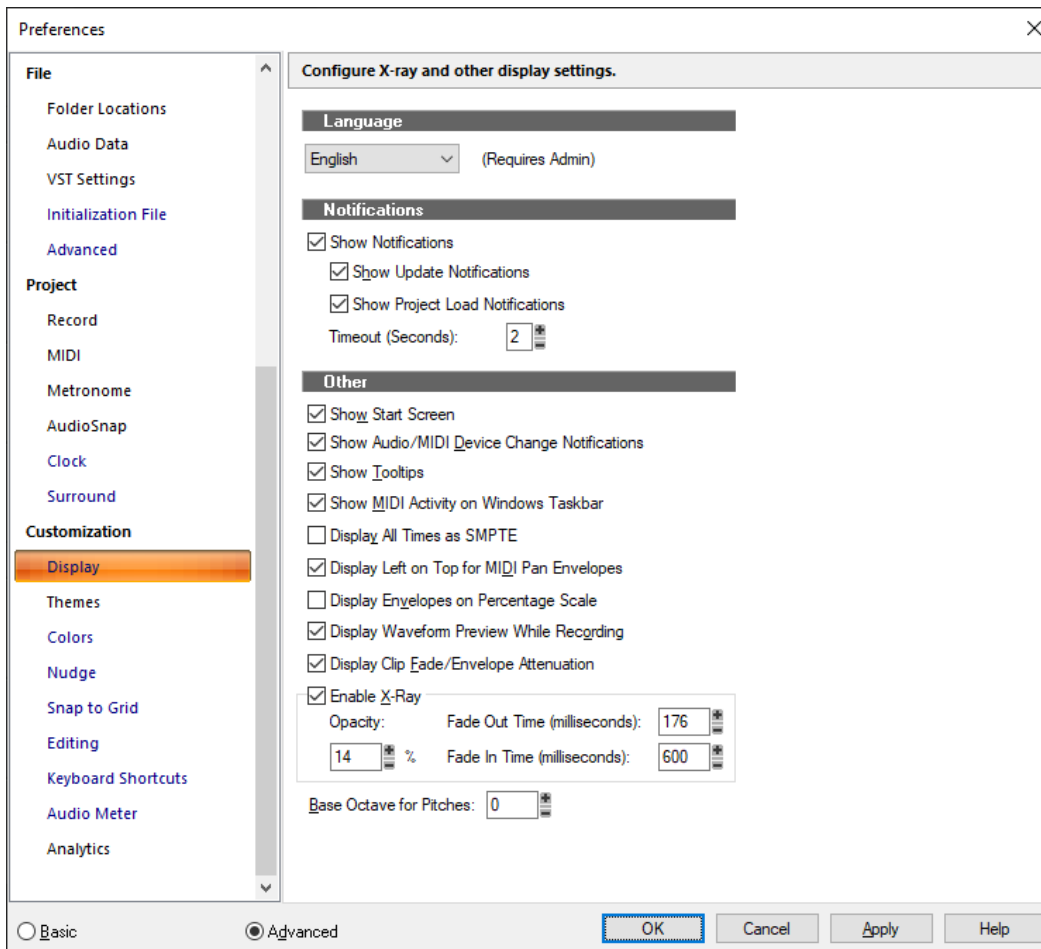 Preferences
File
Folder Locations
Audio Data
VST Settings
Initialization File
Advanced
Project
Record
MIDI
Metronome
AudioSnap
Clock
Surround
Customization
Display
Themes
Colors
Nudge
Snap to Grid
Editing
Keyboard Shortcuts
Audio Meter
Analytics
Basic
Advanced
Configure X-ray and other display settings.
Language
English (Requires Admin)
Notifications
Show Notifications
Show Update Notifications
Show Project Load Notifications
Timeout (Seconds): 2
Other
Show Start Screen
Show Audio/MIDI Device Change Notifications
Show Tooltips
Show MIDI Activity on Windows Taskbar
Display All Times as SMPTE
Display Left on Top for MIDI Pan Envelopes
Display Envelopes on Percentage Scale
Display Waveform Preview While Recording
Display Clip Fade/Envelope Attenuation
Enable X-Ray
Opacity: Fade Out Time (milliseconds): 176
14 % Fade In Time (milliseconds): 600
Base Octave for Pitches: 0
OK Cancel Apply Help